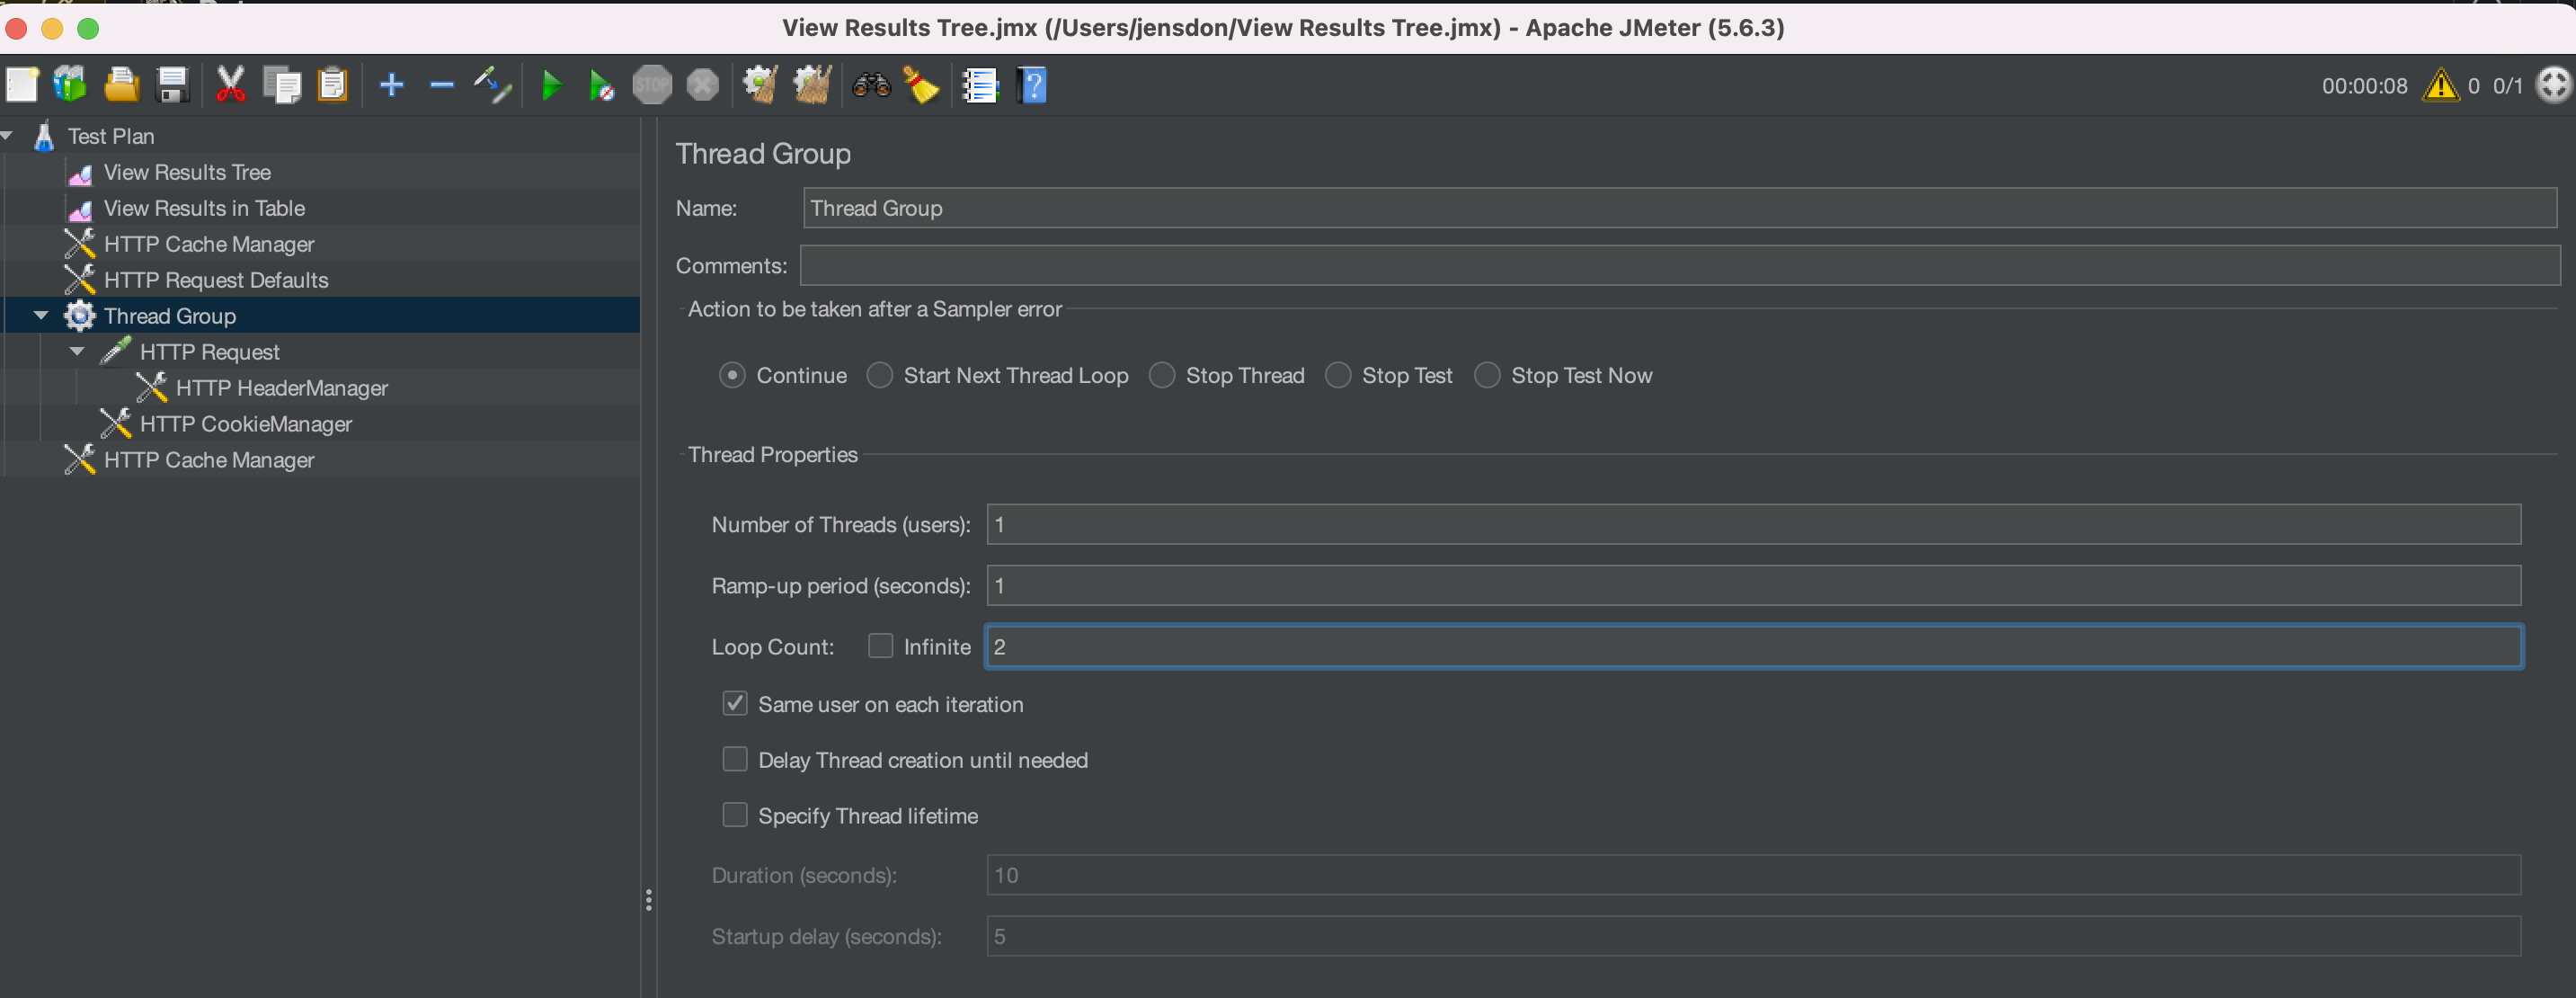 View Results Tree.jmx (/Users/jensdon/View Results Tree.jmx) - Apache JMeter (5.6.3)
STOP
00:00:08 0 0/1
Test Plan
View Results Tree
View Results in Table
HTTP Cache Manager
HTTP Request Defaults
Thread Group
HTTP Request
HTTP HeaderManager
HTTP CookieManager
HTTP Cache Manager
Thread Group
Name: Thread Group
Comments:
Action to be taken after a Sampler error
Continue Start Next Thread Loop Stop Thread Stop Test Stop Test Now
Thread Properties
Number of Threads (users): 1
Ramp-up period (seconds): 1
Loop Count: Infinite 2
Same user on each iteration
Delay Thread creation until needed
Specify Thread lifetime
Duration (seconds): 10
Startup delay (seconds): 5